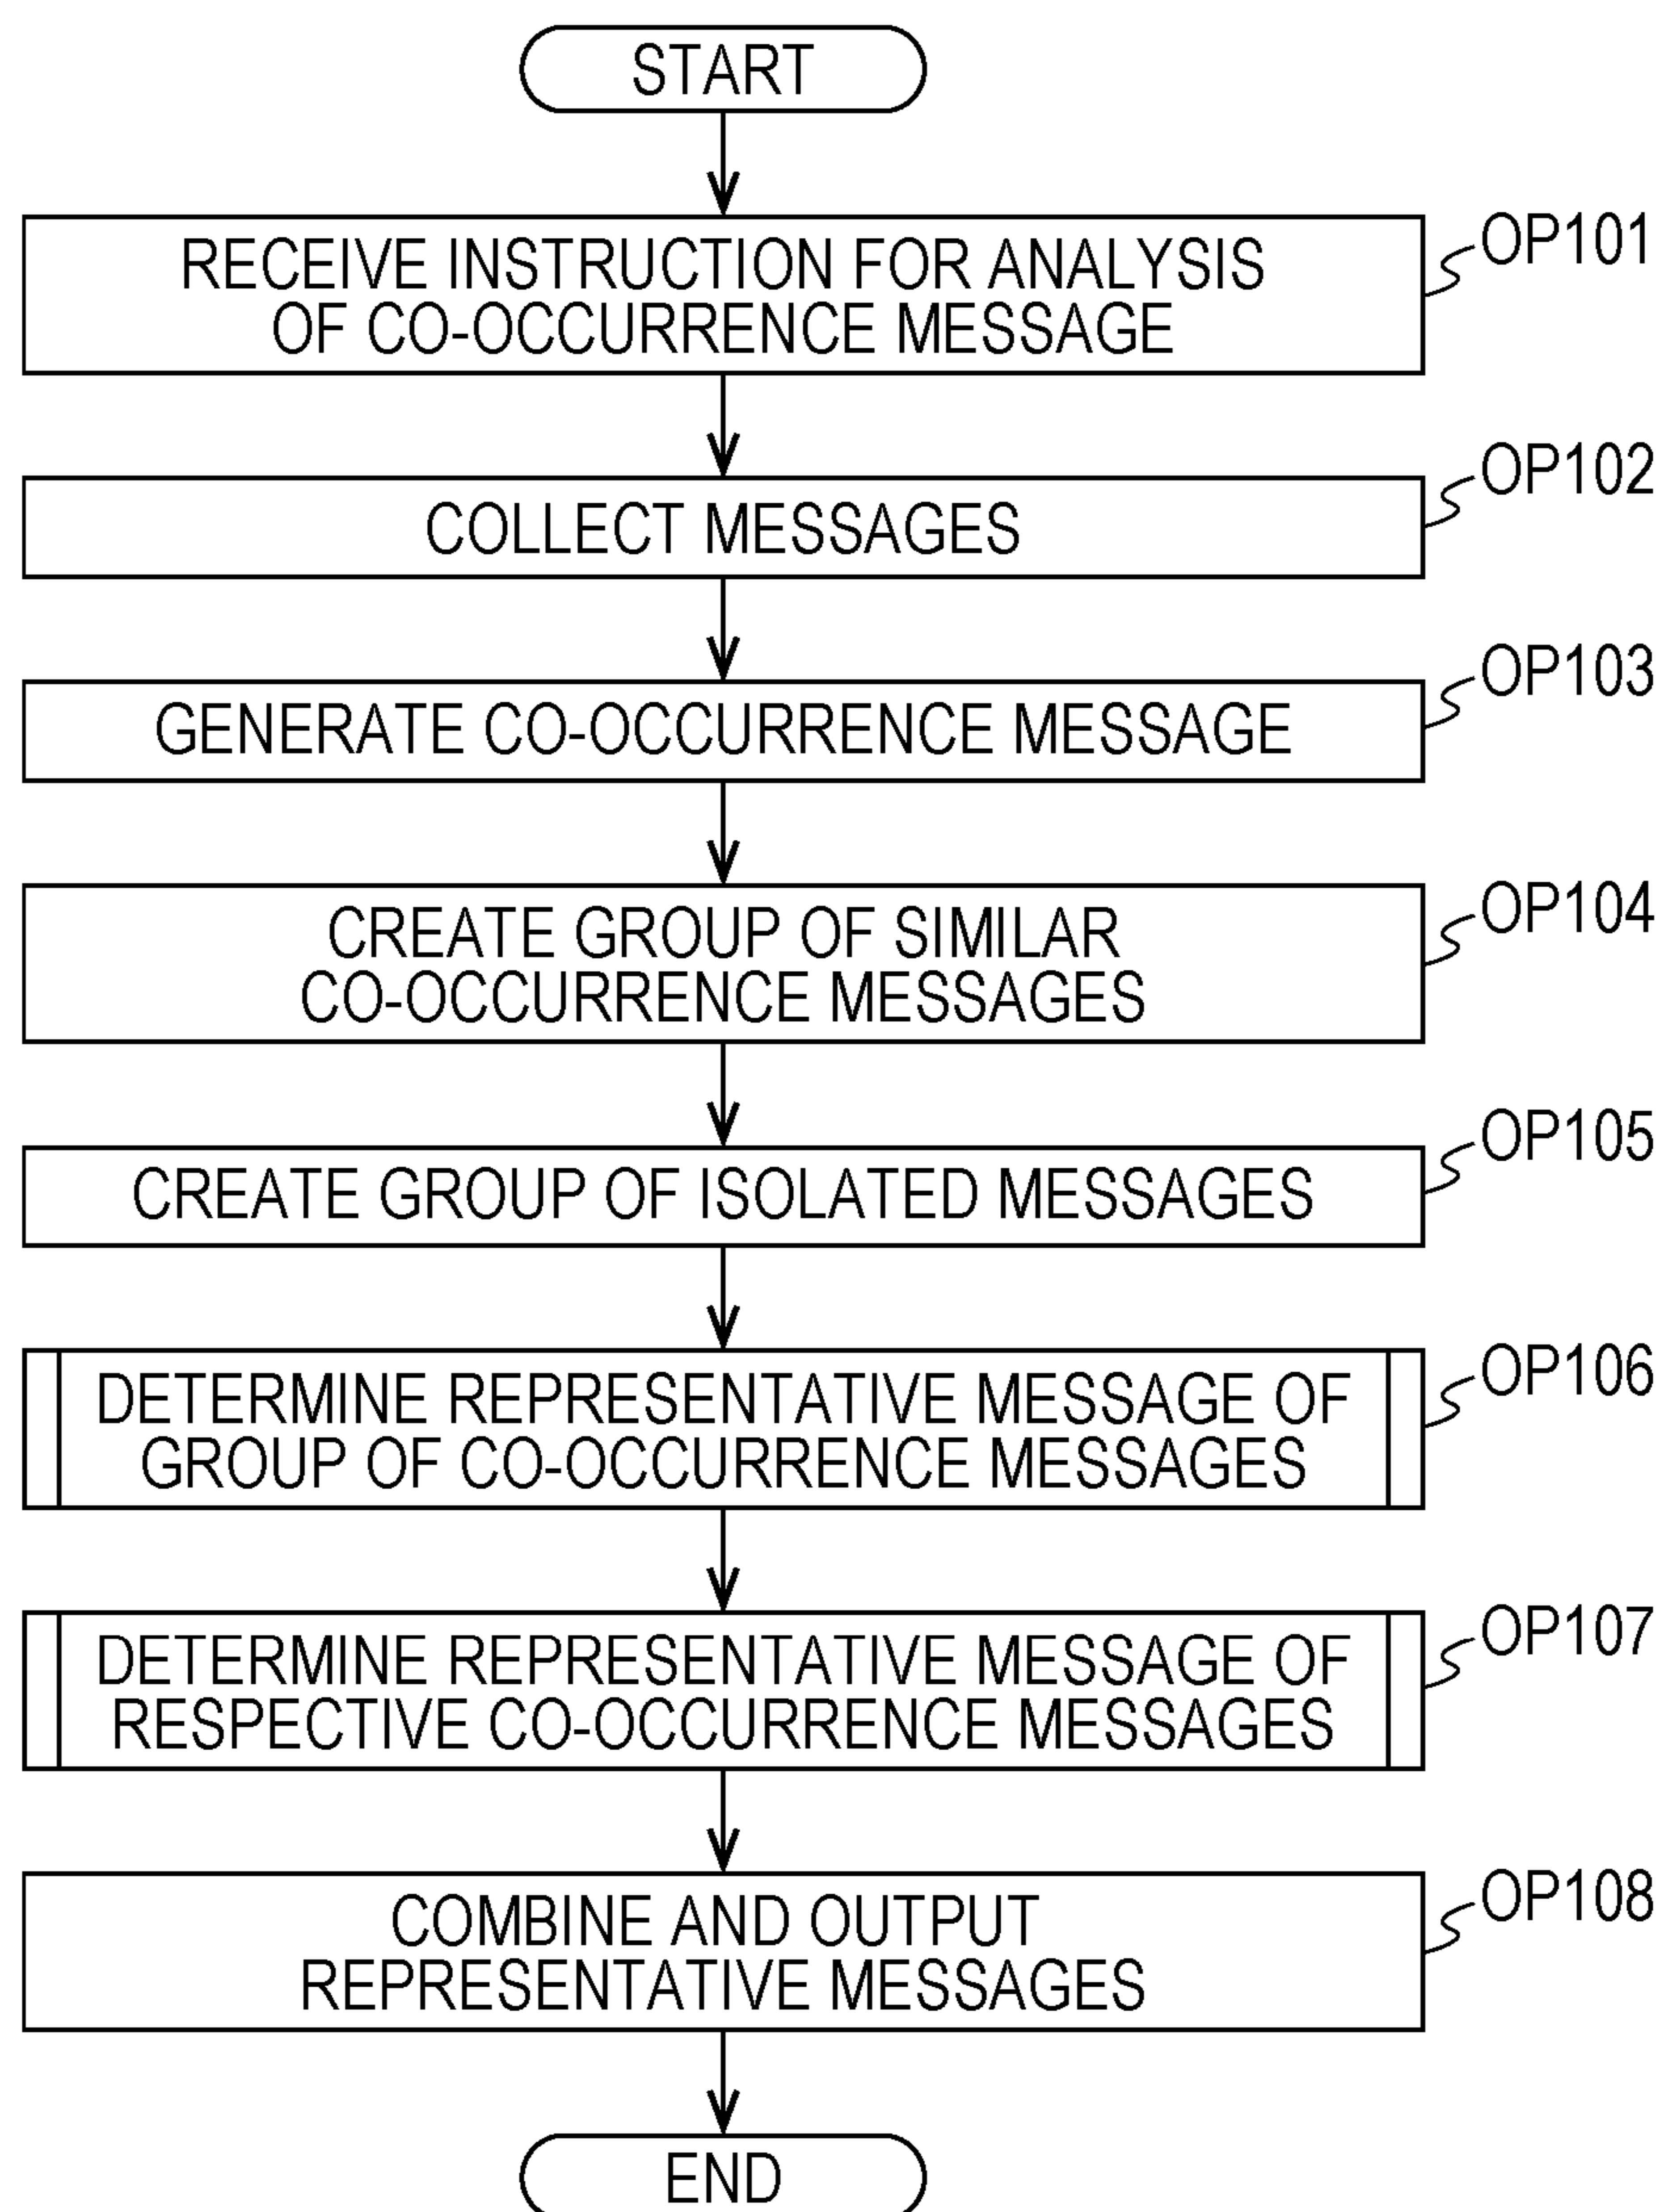 START
RECEIVE INSTRUCTION FOR ANALYSIS
OF CO-OCCURRENCE MESSAGE
OP101
COLLECT MESSAGES
OP102
GENERATE CO-OCCURRENCE MESSAGE
OP103
CREATE GROUP OF SIMILAR
CO-OCCURRENCE MESSAGES
OP104
CREATE GROUP OF ISOLATED MESSAGES
OP105
DETERMINE REPRESENTATIVE MESSAGE OF
GROUP OF CO-OCCURRENCE MESSAGES
OP106
DETERMINE REPRESENTATIVE MESSAGE OF
RESPECTIVE CO-OCCURRENCE MESSAGES
OP107
COMBINE AND OUTPUT
REPRESENTATIVE MESSAGES
OP108
END